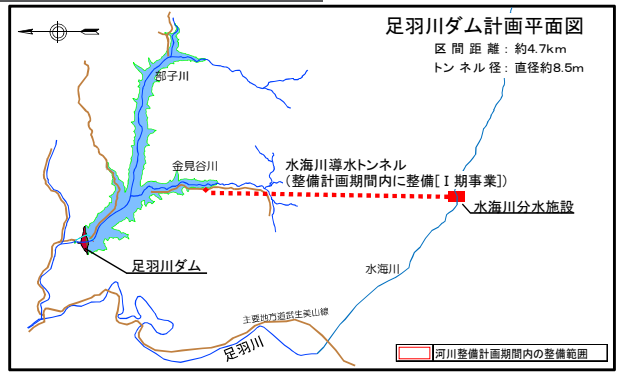 足羽川ダム計画平面図
区間距離：約4.7km
トンネル径：直径約8.5m
部子川
金見谷川
水海川導水トンネル
(整備計画期間内に整備[Ⅰ期事業])
水海川分水施設
足羽川ダム
水海川
主要地方道武生美山線
足羽川
河川整備計画期間内の整備範囲